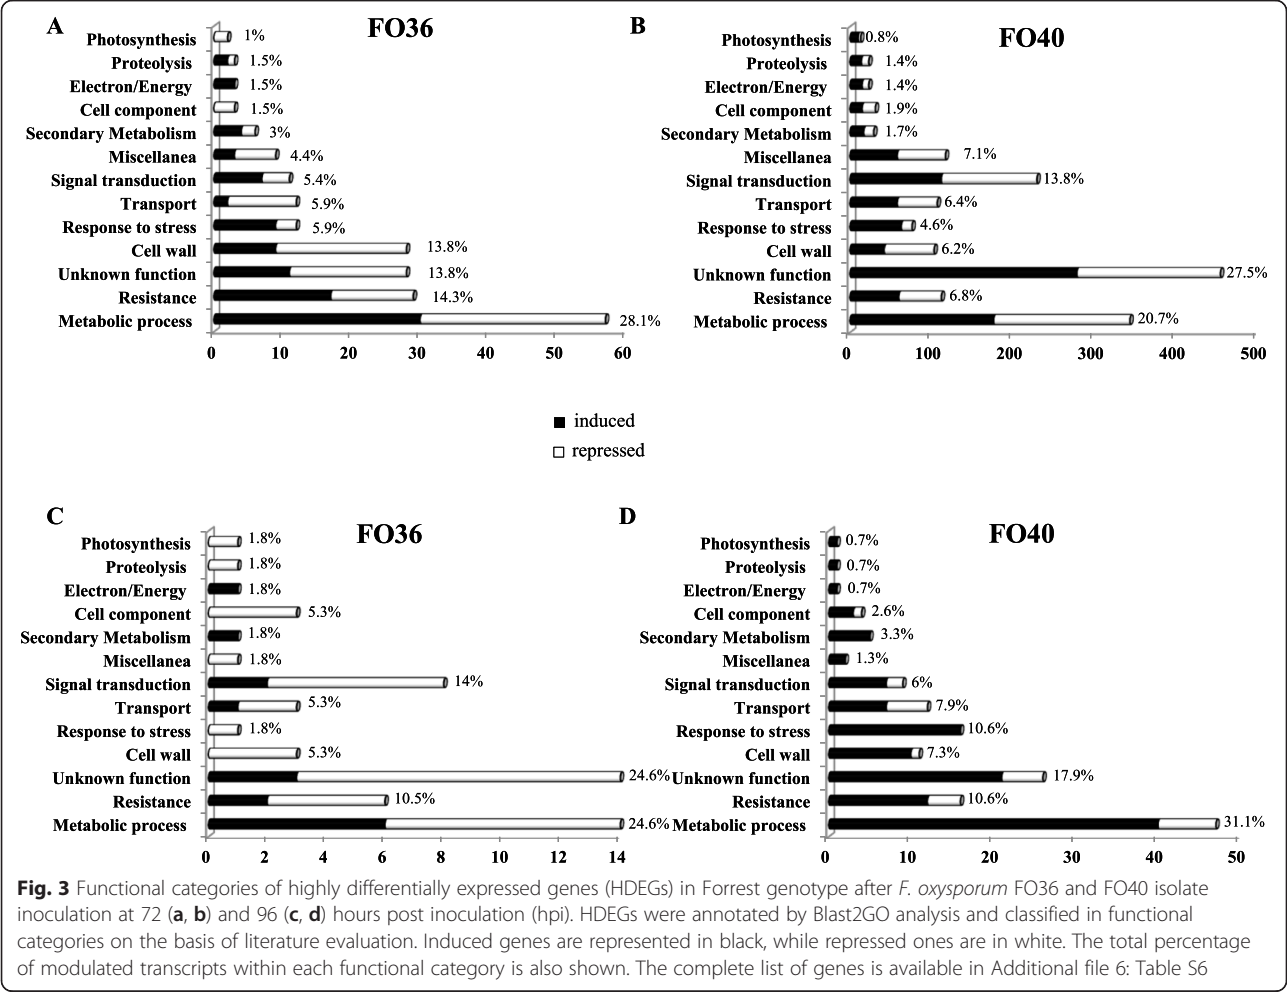 A
FO36
Photosynthesis 1%
Proteolysis 1.5%
Electron/Energy 1.5%
Cell component 1.5%
Secondary Metabolism 3%
Miscellanea 4.4%
Signal transduction 5.4%
Transport 5.9%
Response to stress 5.9%
Cell wall 13.8%
Unknown function 13.8%
Resistance 14.3%
Metabolic process 28.1%
0 10 20 30 40 50 60
B
FO40
Photosynthesis 0.8%
Proteolysis 1.4%
Electron/Energy 1.4%
Cell component 1.9%
Secondary Metabolism 1.7%
Miscellanea 7.1%
Signal transduction 13.8%
Transport 6.4%
Response to stress 4.6%
Cell wall 6.2%
Unknown function 27.5%
Resistance 6.8%
Metabolic process 20.7%
0 100 200 300 400 500
induced
repressed
C
FO36
Photosynthesis 1.8%
Proteolysis 1.8%
Electron/Energy 1.8%
Cell component 5.3%
Secondary Metabolism 1.8%
Miscellanea 1.8%
Signal transduction 14%
Transport 5.3%
Response to stress 1.8%
Cell wall 5.3%
Unknown function 24.6%
Resistance 10.5%
Metabolic process 24.6%
0 2 4 6 8 10 12 14
D
FO40
Photosynthesis 0.7%
Proteolysis 0.7%
Electron/Energy 0.7%
Cell component 2.6%
Secondary Metabolism 3.3%
Miscellanea 1.3%
Signal transduction 6%
Transport 7.9%
Response to stress 10.6%
Cell wall 7.3%
Unknown function 17.9%
Resistance 10.6%
Metabolic process 31.1%
0 10 20 30 40 50
Fig. 3 Functional categories of highly differentially expressed genes (HDEGs) in Forrest genotype after F. oxysporum FO36 and FO40 isolate
inoculation at 72 (a, b) and 96 (c, d) hours post inoculation (hpi). HDEGs were annotated by Blast2GO analysis and classified in functional
categories on the basis of literature evaluation. Induced genes are represented in black, while repressed ones are in white. The total percentage
of modulated transcripts within each functional category is also shown. The complete list of genes is available in Additional file 6: Table S6